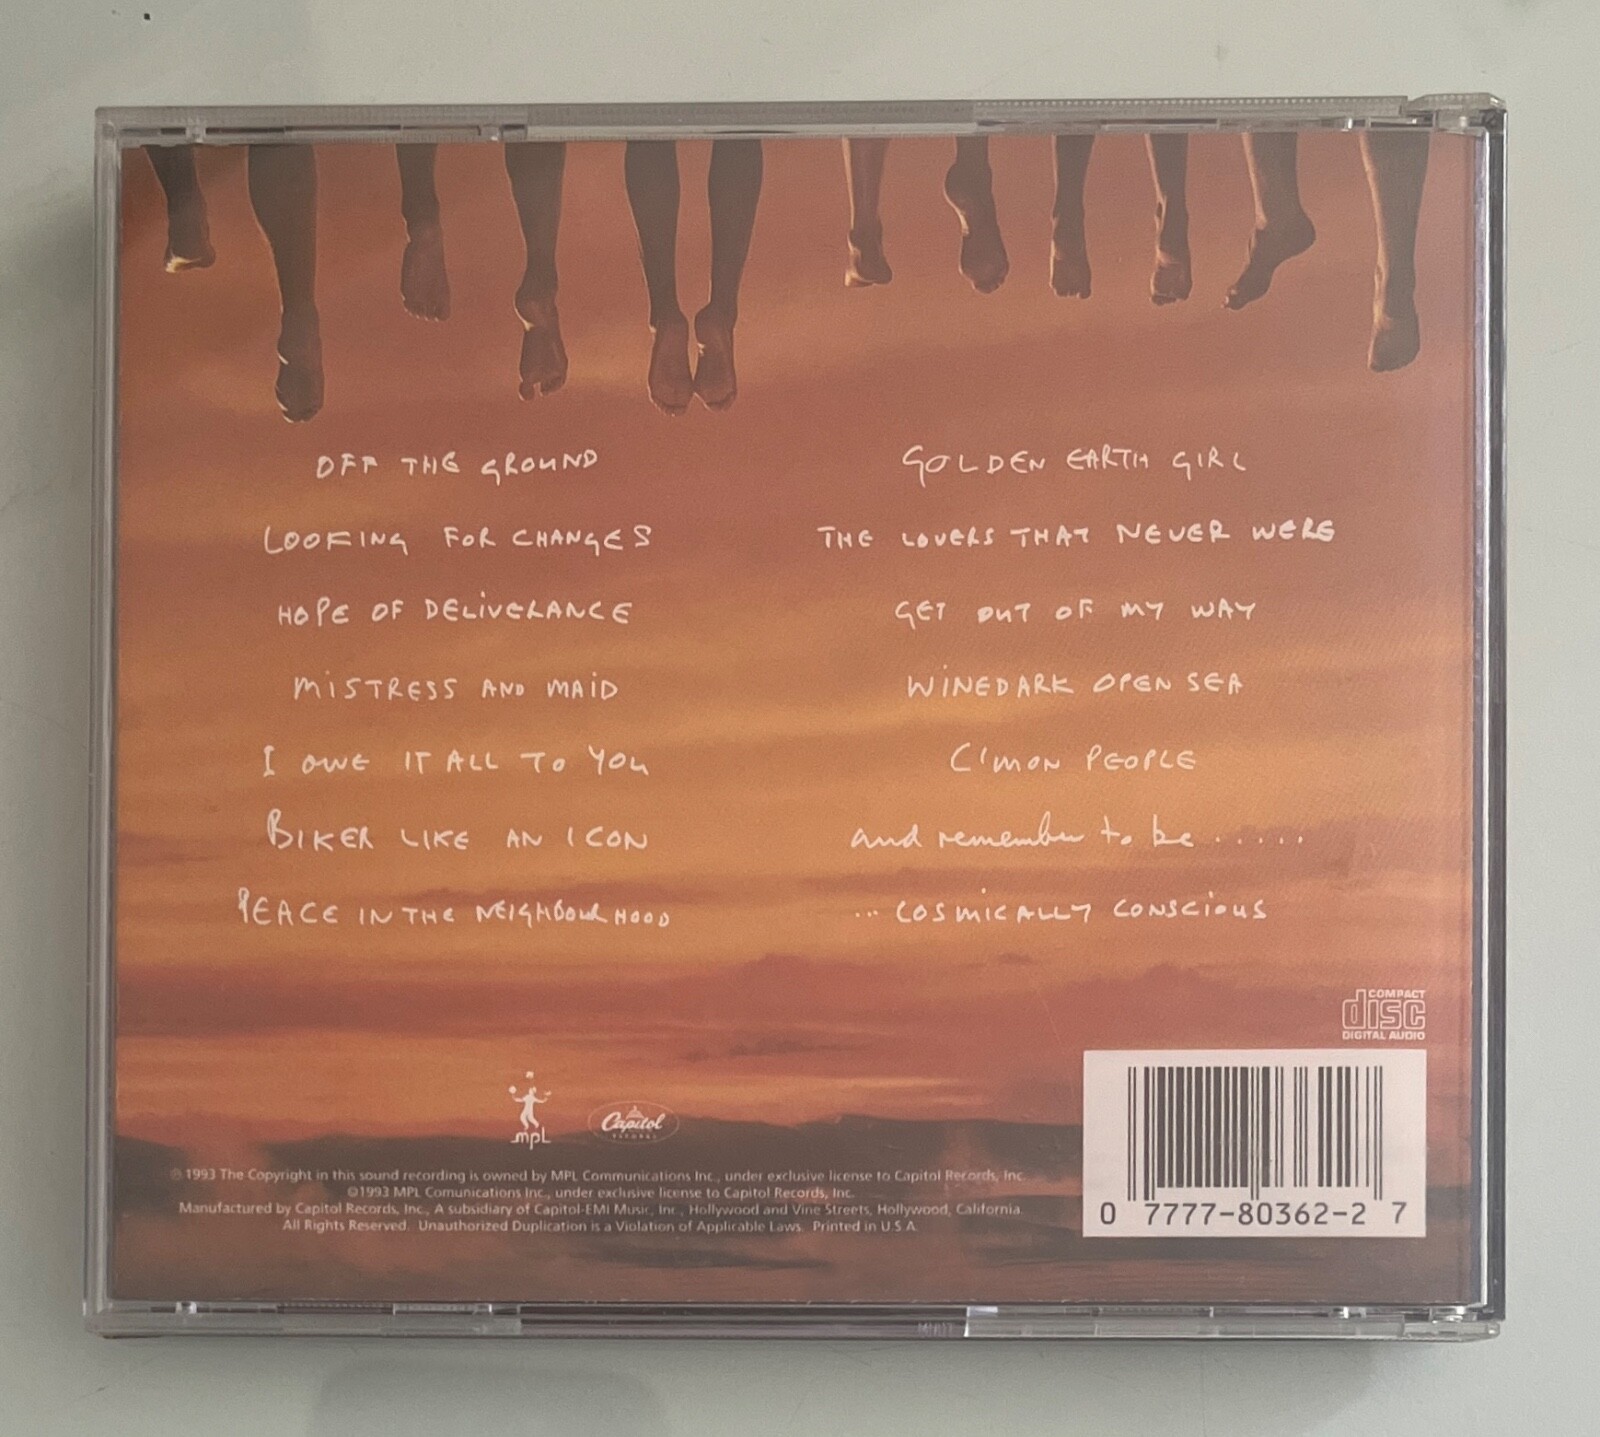 OFF THE GROUND
LOOKING FOR CHANGES
HOPE OF DELIVERANCE
MISTRESS AND MAID
I OWE IT ALL TO YOU
BIKER LIKE AN ICON
PEACE IN THE NEIGHBOURHOOD
GOLDEN EARTH GIRL
THE LOVERS THAT NEVER WERE
GET OUT OF MY WAY
WINEDARK OPEN SEA
C'MON PEOPLE
and remember to be.....
...COSMICALLY CONSCIOUS
COMPACT
disc
DIGITAL AUDIO
mpL
Capitol
RECORDS
℗ 1993 The Copyright in this sound recording is owned by MPL Communications Inc., under exclusive license to Capitol Records, Inc.
©1993 MPL Comunications Inc., under exclusive license to Capitol Records, Inc.
Manufactured by Capitol Records, Inc., A subsidiary of Capitol-EMI Music, Inc., Hollywood and Vine Streets, Hollywood, California.
All Rights Reserved. Unauthorized Duplication is a Violation of Applicable Laws. Printed in U.S.A.
0 7777-80362-2 7